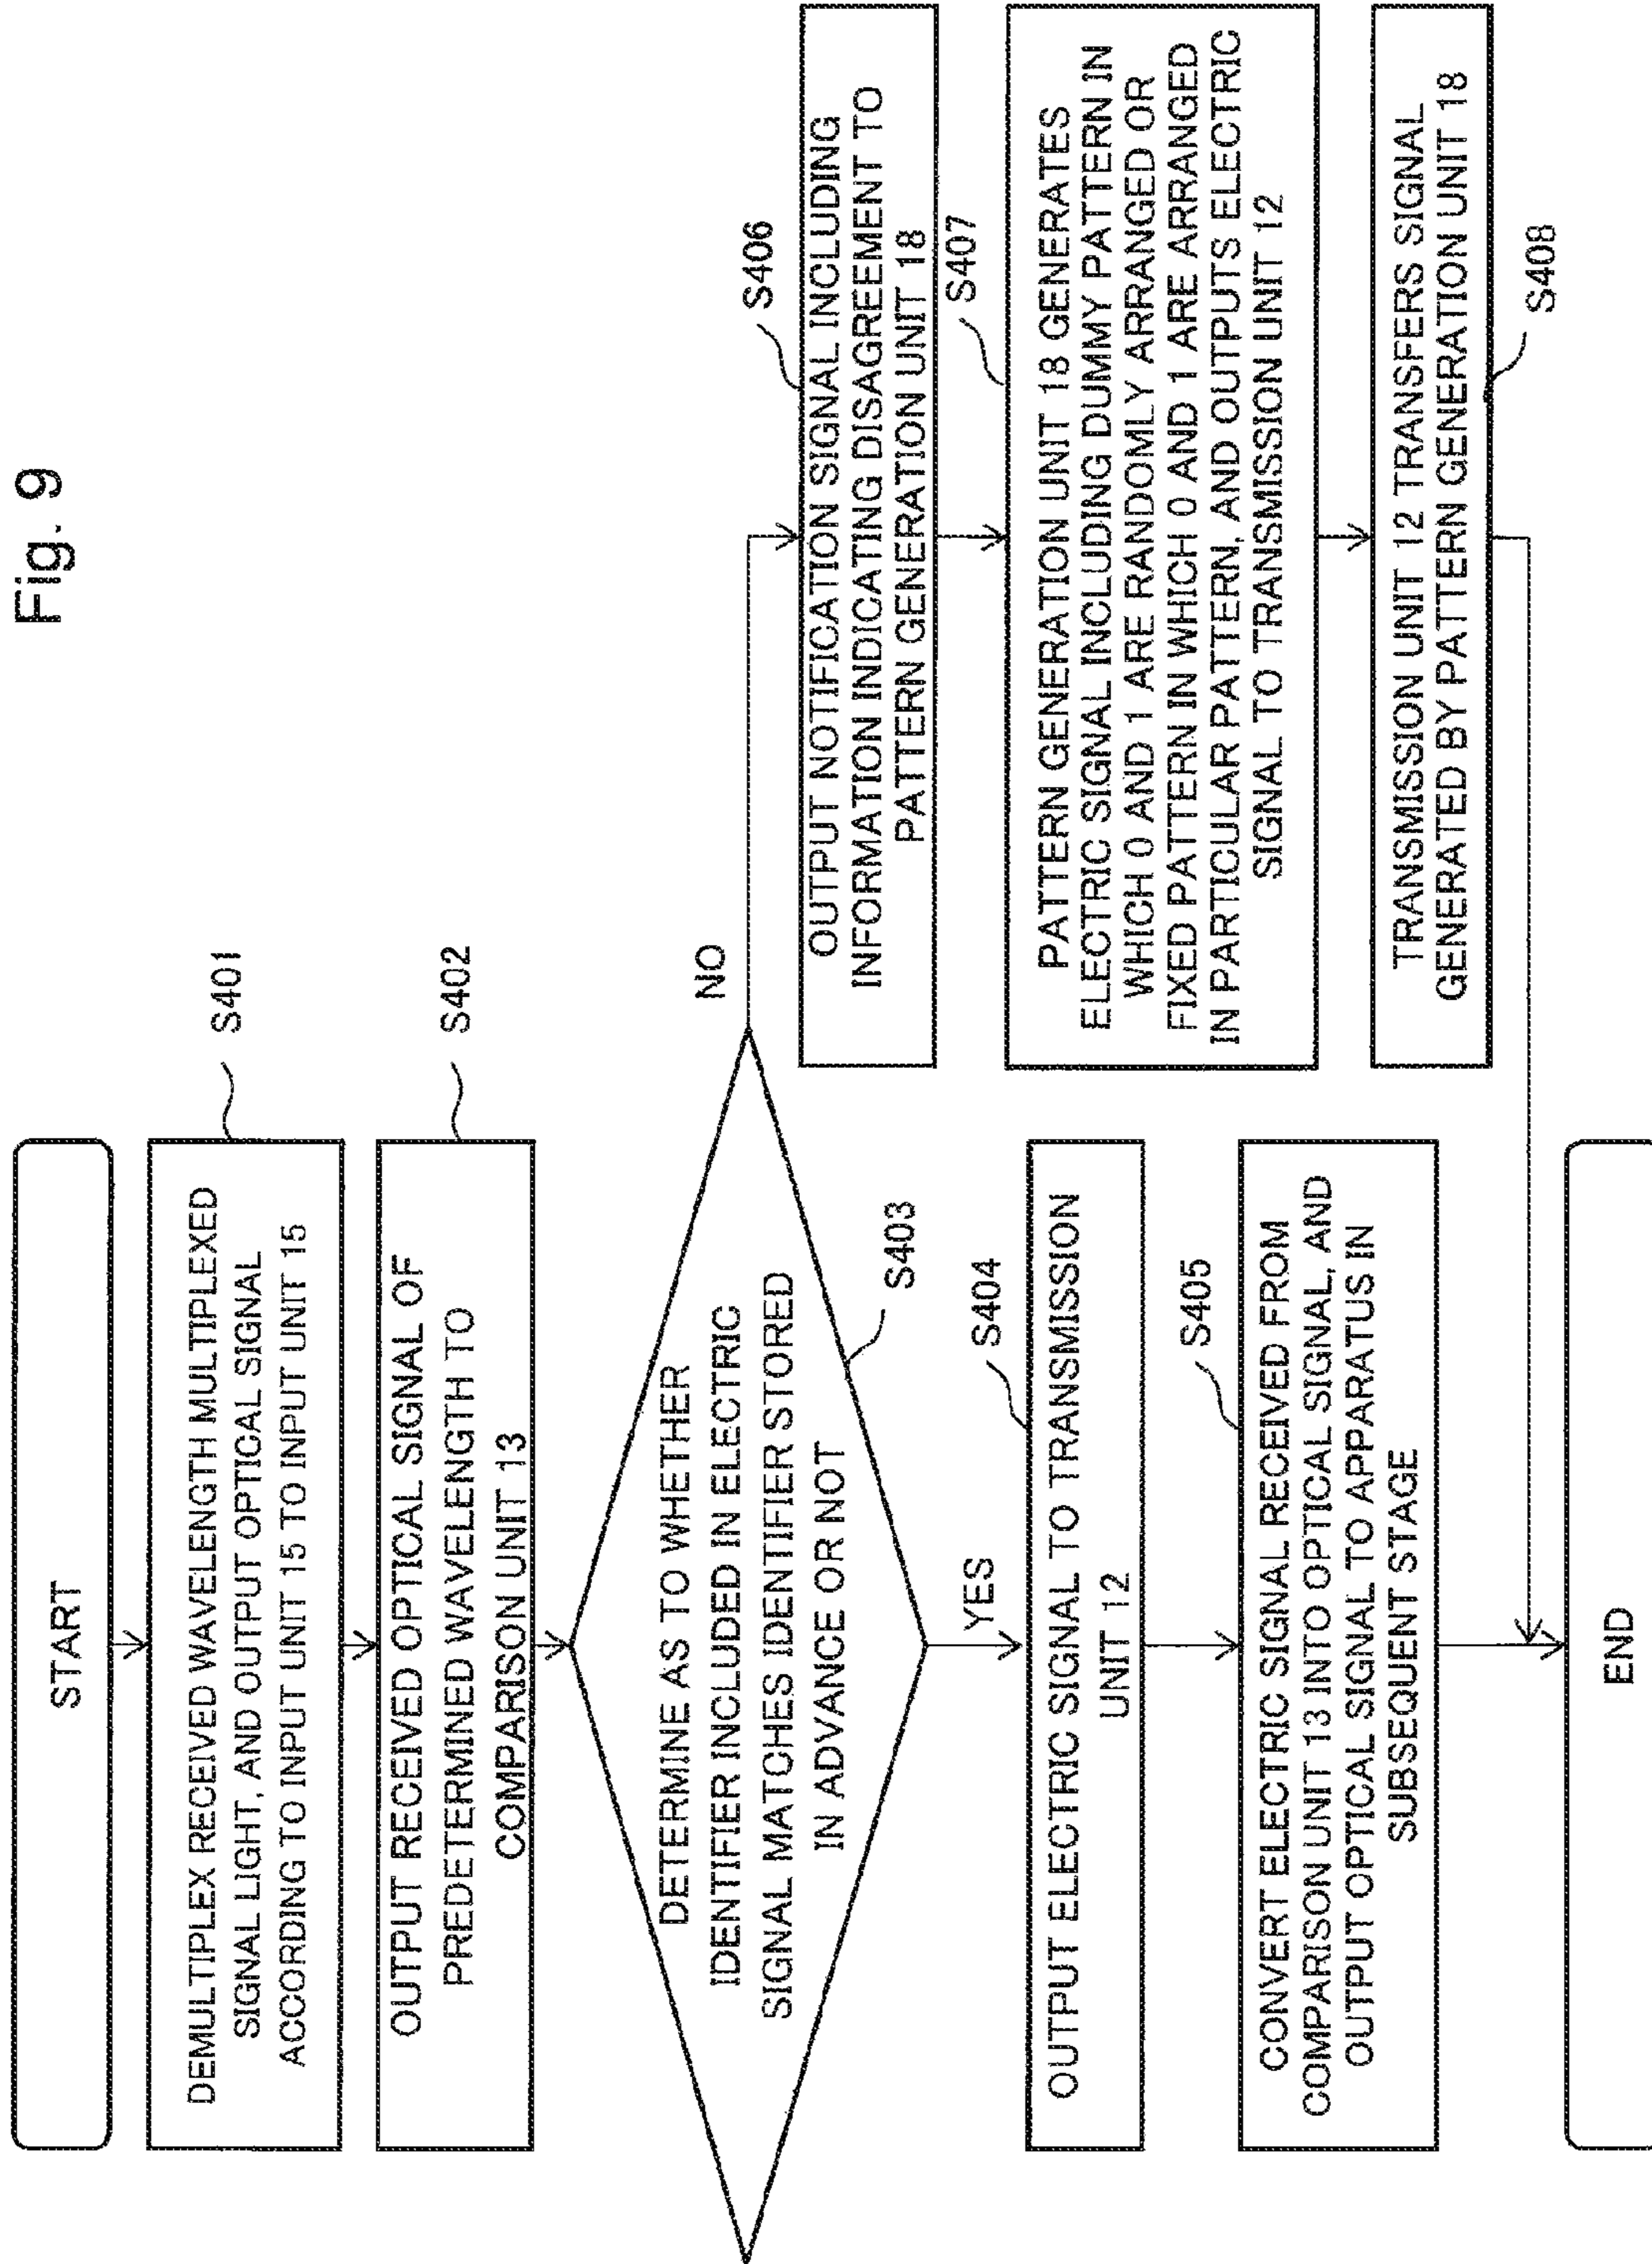 Fig. 9
START
DEMULTIPLEX RECEIVED WAVELENGTH MULTIPLEXED
SIGNAL LIGHT, AND OUTPUT OPTICAL SIGNAL
ACCORDING TO INPUT UNIT 15 TO INPUT UNIT 15
S401
OUTPUT RECEIVED OPTICAL SIGNAL OF
PREDETERMINED WAVELENGTH TO
COMPARISON UNIT 13
S402
DETERMINE AS TO WHETHER
IDENTIFIER INCLUDED IN ELECTRIC
SIGNAL MATCHES IDENTIFIER STORED
IN ADVANCE OR NOT
S403
YES
NO
OUTPUT ELECTRIC SIGNAL TO TRANSMISSION
UNIT 12
S404
CONVERT ELECTRIC SIGNAL RECEIVED FROM
COMPARISON UNIT 13 INTO OPTICAL SIGNAL, AND
OUTPUT OPTICAL SIGNAL TO APPARATUS IN
SUBSEQUENT STAGE
S405
OUTPUT NOTIFICATION SIGNAL INCLUDING
INFORMATION INDICATING DISAGREEMENT TO
PATTERN GENERATION UNIT 18
S406
PATTERN GENERATION UNIT 18 GENERATES
ELECTRIC SIGNAL INCLUDING DUMMY PATTERN IN
WHICH 0 AND 1 ARE RANDOMLY ARRANGED OR
FIXED PATTERN IN WHICH 0 AND 1 ARE ARRANGED
IN PARTICULAR PATTERN, AND OUTPUTS ELECTRIC
SIGNAL TO TRANSMISSION UNIT 12
S407
TRANSMISSION UNIT 12 TRANSFERS SIGNAL
GENERATED BY PATTERN GENERATION UNIT 18
S408
END